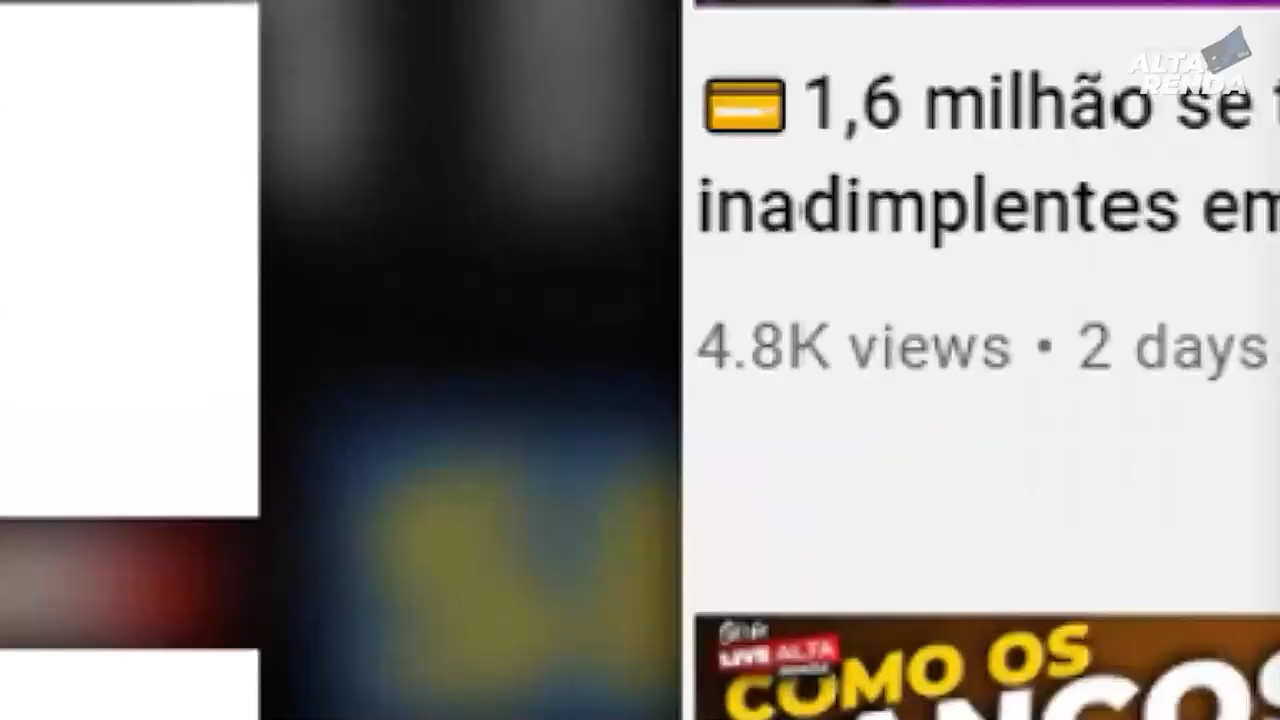 ALTA
RENDA
1,6 milhão se
inadimplentes em
4.8K views • 2 days
LIVE ALTA
COMO OS